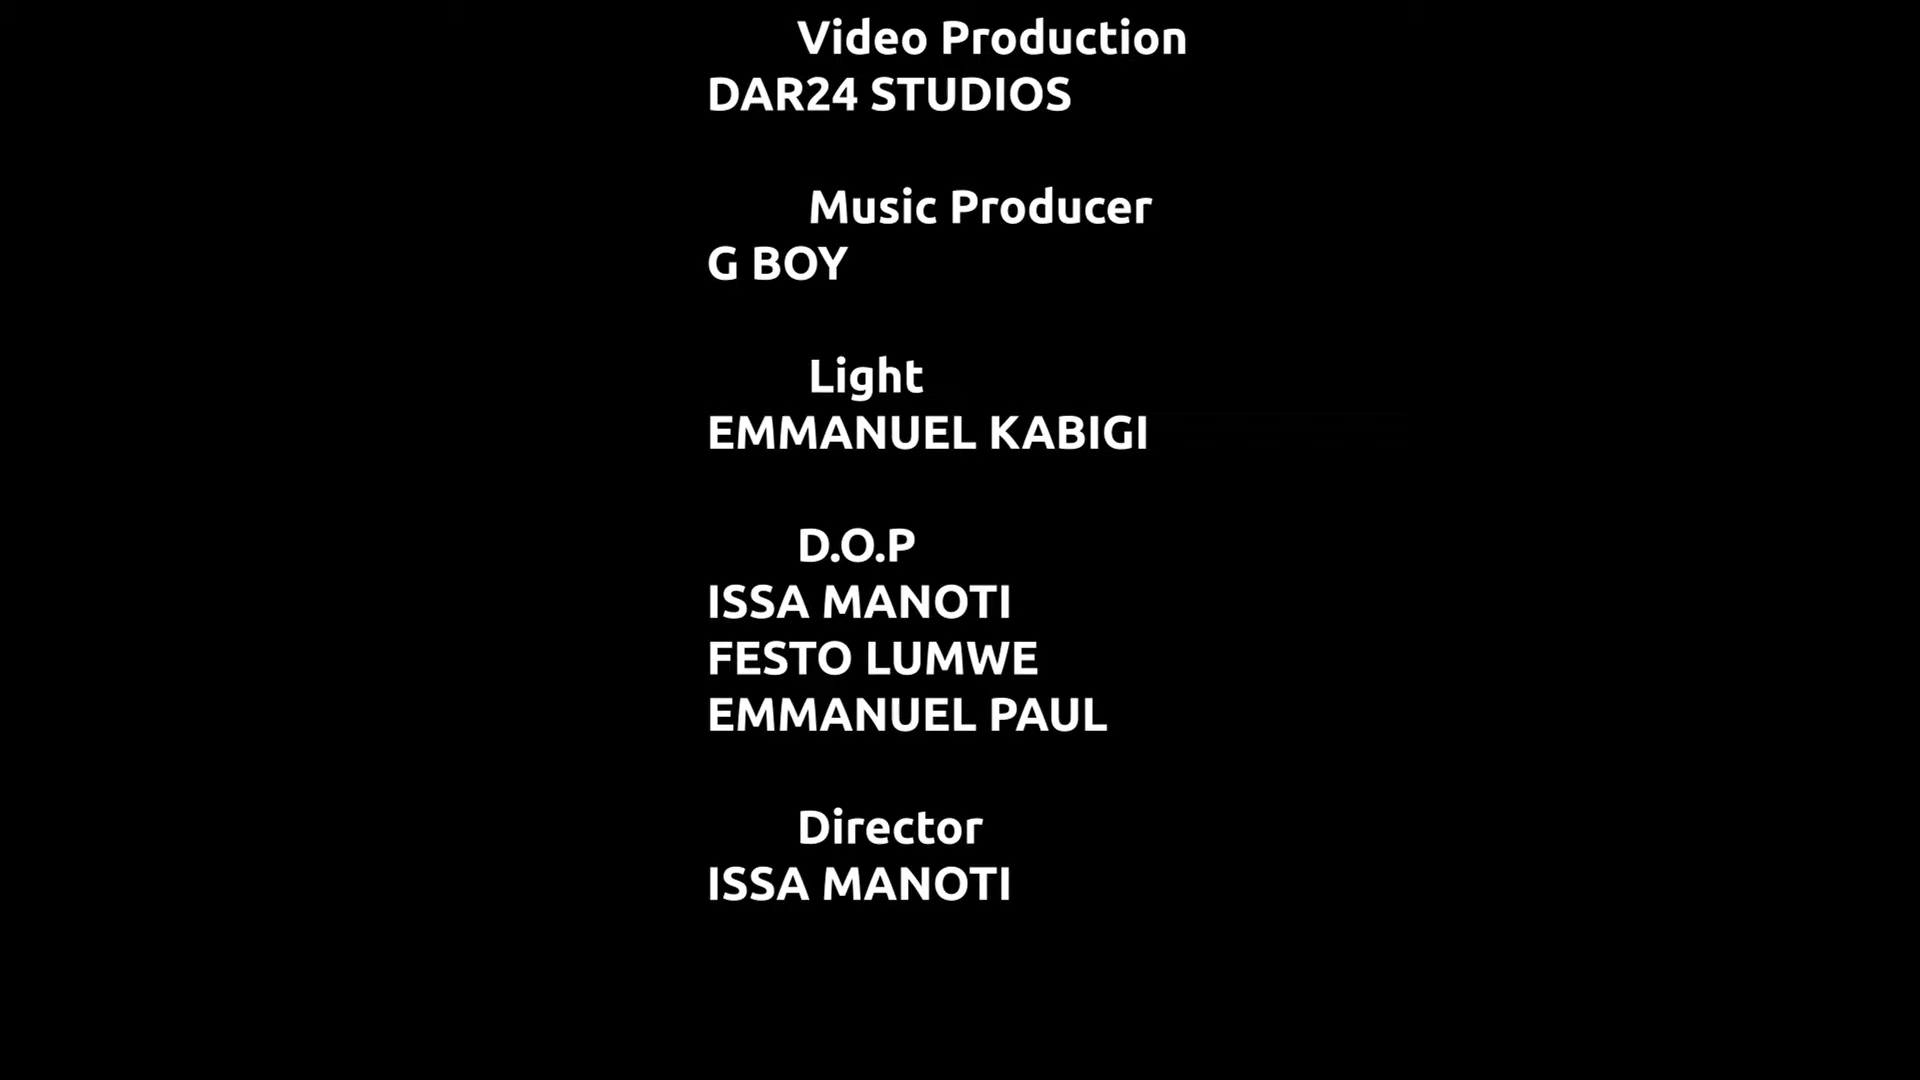 Video Production
DAR24 STUDIOS
Music Producer
G BOY
Light
EMMANUEL KABIGI
D.O.P
ISSA MANOTI
FESTO LUMWE
EMMANUEL PAUL
Director
ISSA MANOTI